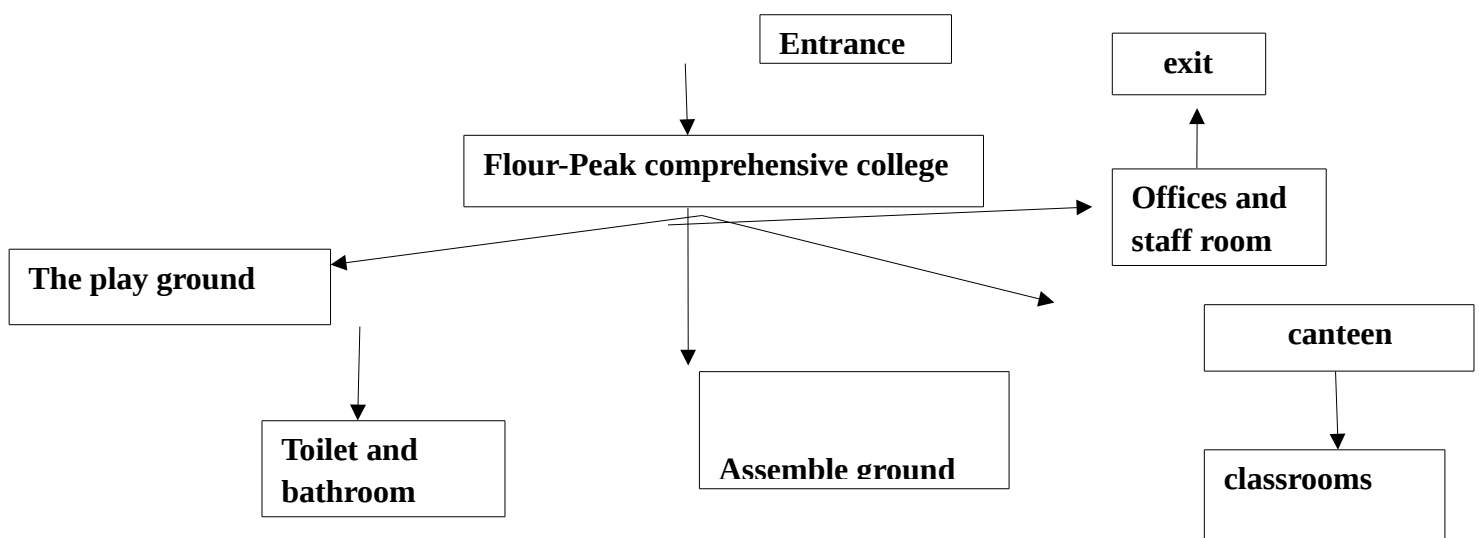 Entrance
exit
Flour-Peak comprehensive college
Offices and
staff room
The play ground
canteen
Toilet and
bathroom
Assemble ground
classrooms